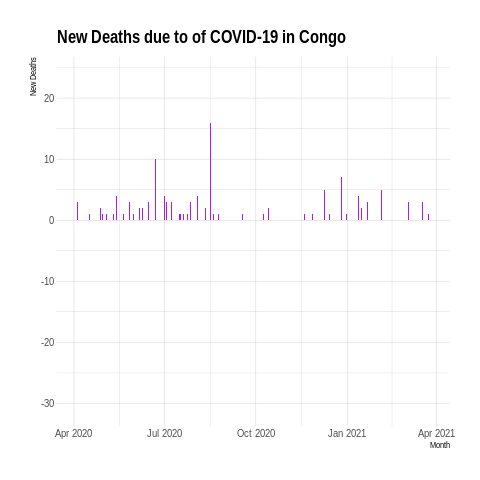 New Deaths due to of COVID-19 in Congo
New Deaths
20
10
0
-10
-20
-30
Apr 2020 Jul 2020 Oct 2020 Jan 2021 Apr 2021
Month